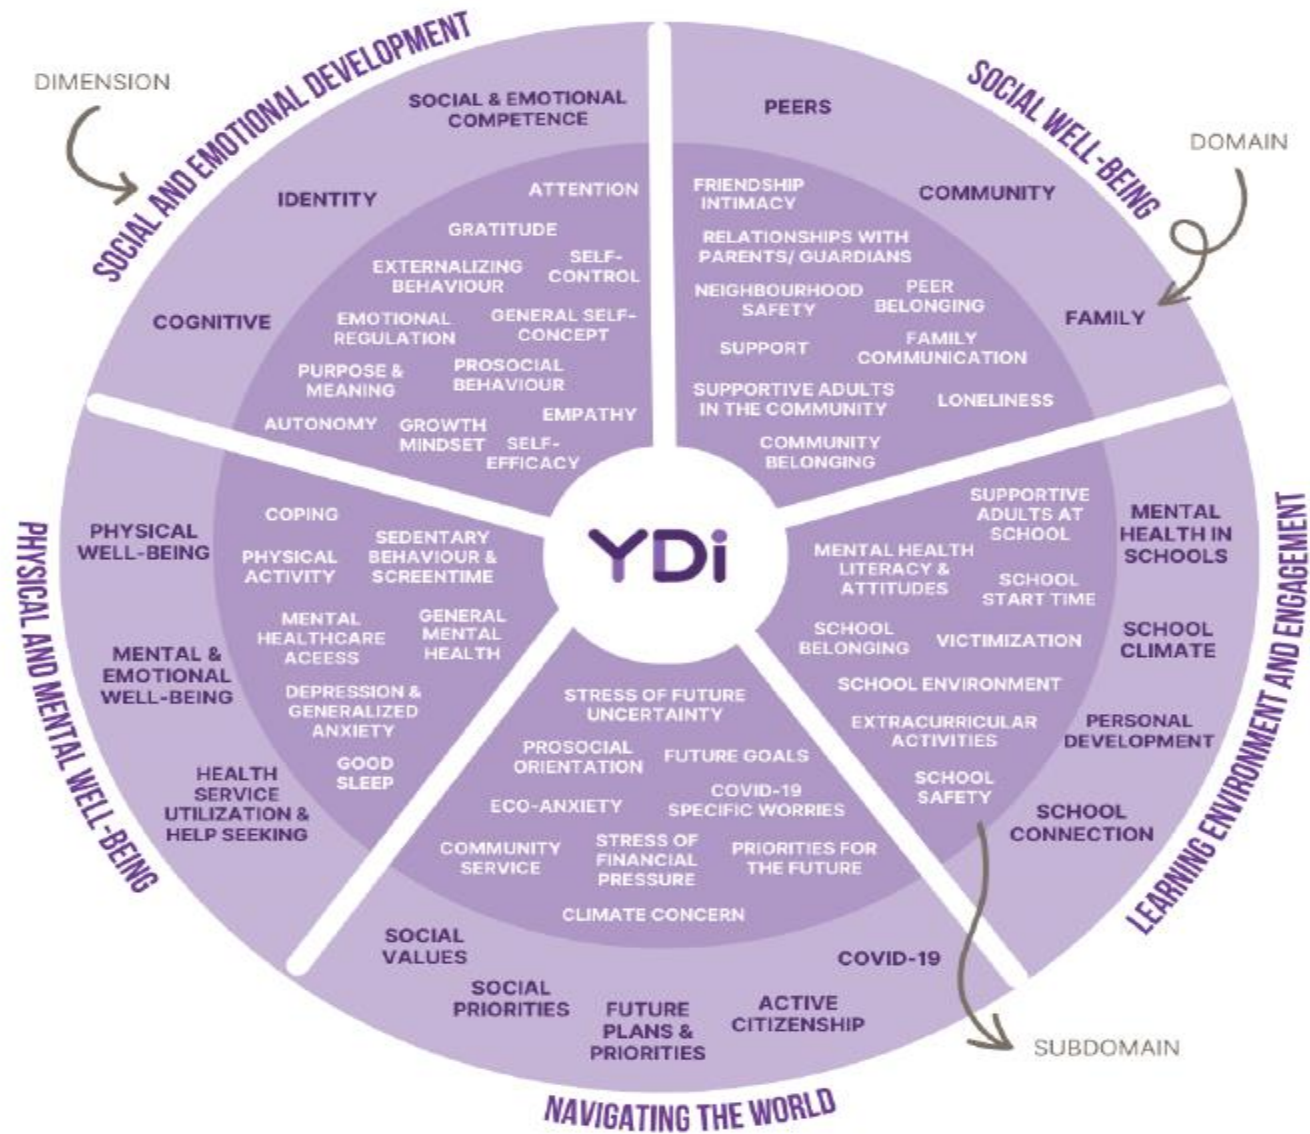 DIMENSION
SOCIAL AND EMOTIONAL DEVELOPMENT
SOCIAL & EMOTIONAL
COMPETENCE
IDENTITY
COGNITIVE
ATTENTION
GRATITUDE
EXTERNALIZING
BEHAVIOUR
SELF-
CONTROL
EMOTIONAL
REGULATION
GENERAL SELF-
CONCEPT
PURPOSE &
MEANING
PROSOCIAL
BEHAVIOUR
AUTONOMY
GROWTH
MINDSET
EMPATHY
SELF-
EFFICACY
SOCIAL WELL-BEING
DOMAIN
PEERS
COMMUNITY
FAMILY
FRIENDSHIP
INTIMACY
RELATIONSHIPS WITH
PARENTS/ GUARDIANS
NEIGHBOURHOOD
SAFETY
PEER
BELONGING
SUPPORT
FAMILY
COMMUNICATION
SUPPORTIVE ADULTS
IN THE COMMUNITY
LONELINESS
COMMUNITY
BELONGING
YDi
LEARNING ENVIRONMENT AND ENGAGEMENT
MENTAL
HEALTH IN
SCHOOLS
SCHOOL
CLIMATE
PERSONAL
DEVELOPMENT
SCHOOL
CONNECTION
SUPPORTIVE
ADULTS AT
SCHOOL
MENTAL HEALTH
LITERACY &
ATTITUDES
SCHOOL
START TIME
SCHOOL
BELONGING
VICTIMIZATION
SCHOOL ENVIRONMENT
EXTRACURRICULAR
ACTIVITIES
SCHOOL
SAFETY
SUBDOMAIN
PHYSICAL AND MENTAL WELL-BEING
PHYSICAL
WELL-BEING
MENTAL &
EMOTIONAL
WELL-BEING
HEALTH
SERVICE
UTILIZATION &
HELP SEEKING
COPING
PHYSICAL
ACTIVITY
SEDENTARY
BEHAVIOUR &
SCREENTIME
MENTAL
HEALTHCARE
ACEESS
GENERAL
MENTAL
HEALTH
DEPRESSION &
GENERALIZED
ANXIETY
GOOD
SLEEP
STRESS OF FUTURE
UNCERTAINTY
PROSOCIAL
ORIENTATION
FUTURE GOALS
ECO-ANXIETY
COVID-19
SPECIFIC WORRIES
COMMUNITY
SERVICE
STRESS OF
FINANCIAL
PRESSURE
PRIORITIES FOR
THE FUTURE
CLIMATE CONCERN
SOCIAL
VALUES
SOCIAL
PRIORITIES
FUTURE
PLANS &
PRIORITIES
ACTIVE
CITIZENSHIP
COVID-19
NAVIGATING THE WORLD